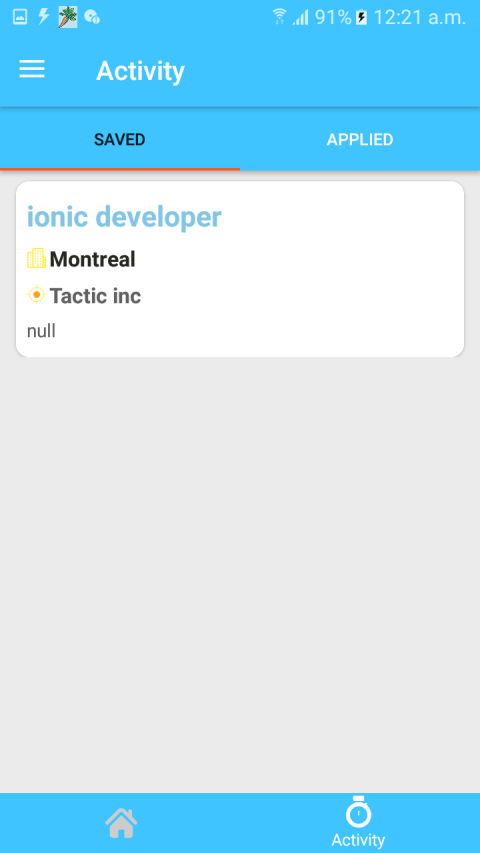 91% 12:21 a.m.
Activity
SAVED APPLIED
ionic developer
Montreal
Tactic inc
null
Activity